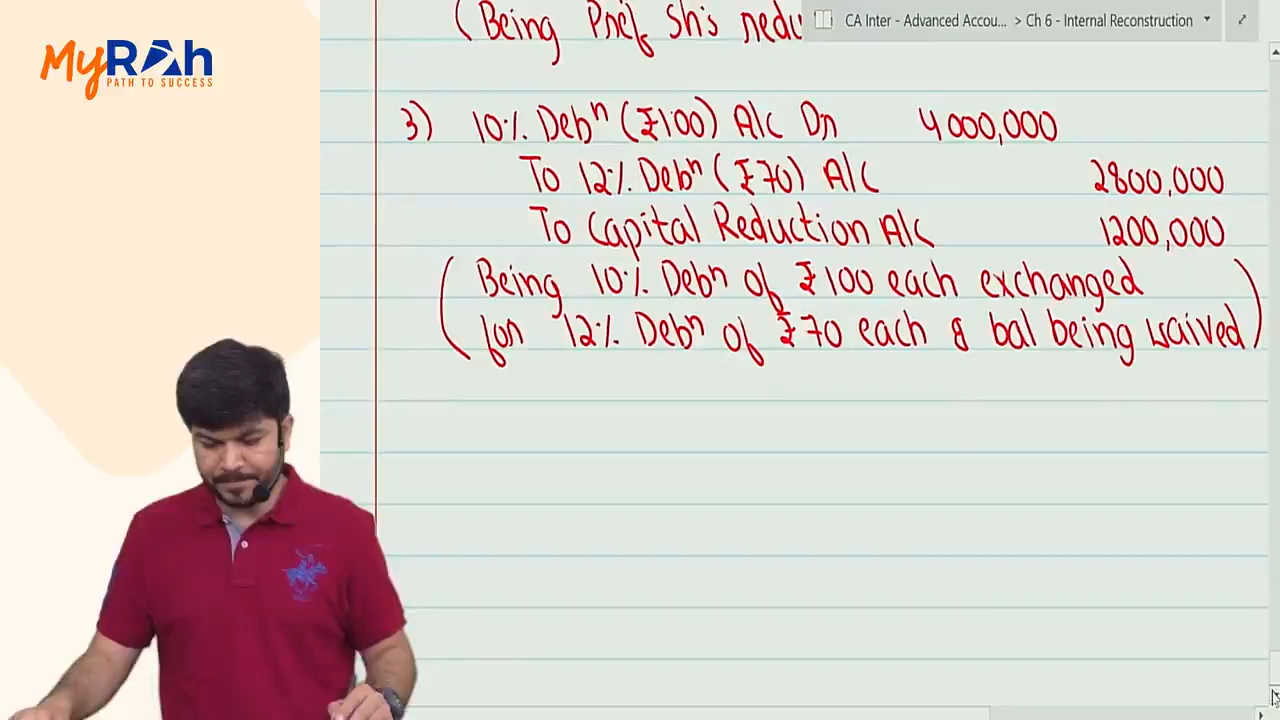 MyRAh
PATH TO SUCCESS
CA Inter - Advanced Accou... > Ch 6 - Internal Reconstruction
(Being Pref Sh's redu
3) 10% Debⁿ (₹100) A/c Dr 4000,000
To 12% Debⁿ (₹70) A/c 2800,000
To Capital Reduction A/c 1200,000
(Being 10% Debⁿ of ₹100 each exchanged
for 12% Debⁿ of ₹70 each & bal being waived)